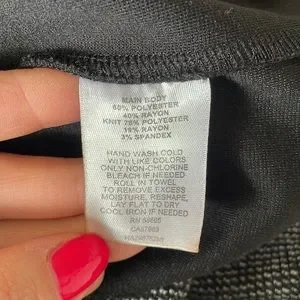 MAIN BODY
60% POLYESTER
40% RAYON
KNIT 78% POLYESTER
19% RAYON
3% SPANDEX
HAND WASH COLD
WITH LIKE COLORS
ONLY NON-CHLORINE
BLEACH IF NEEDED
ROLL IN TOWEL
TO REMOVE EXCESS
MOISTURE, RESHAPE,
LAY FLAT TO DRY
COOL IRON IF NEEDED
RN